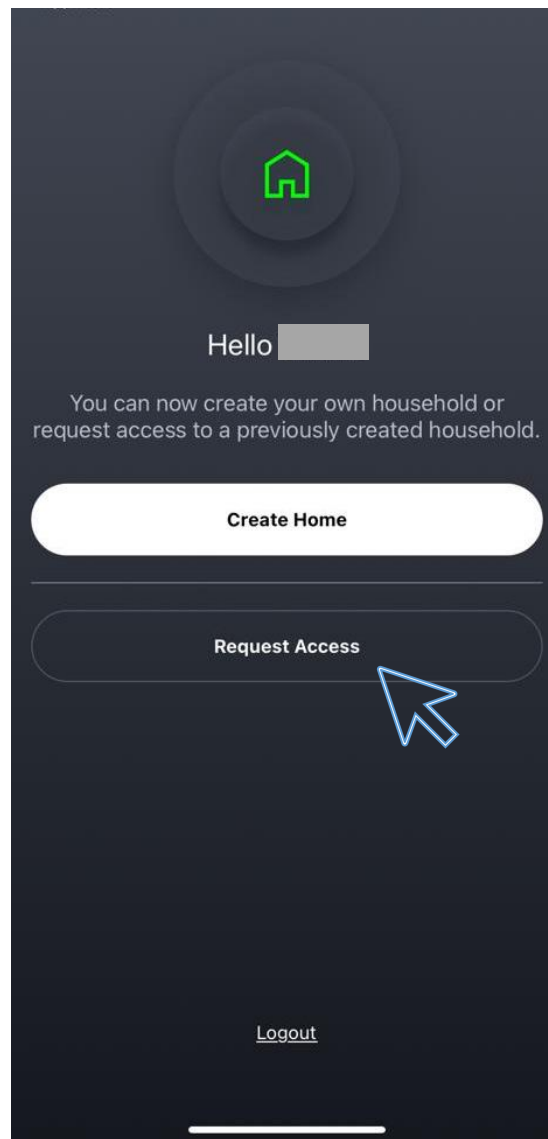 Hello
You can now create your own household or
request access to a previously created household.
Create Home
Request Access
Logout